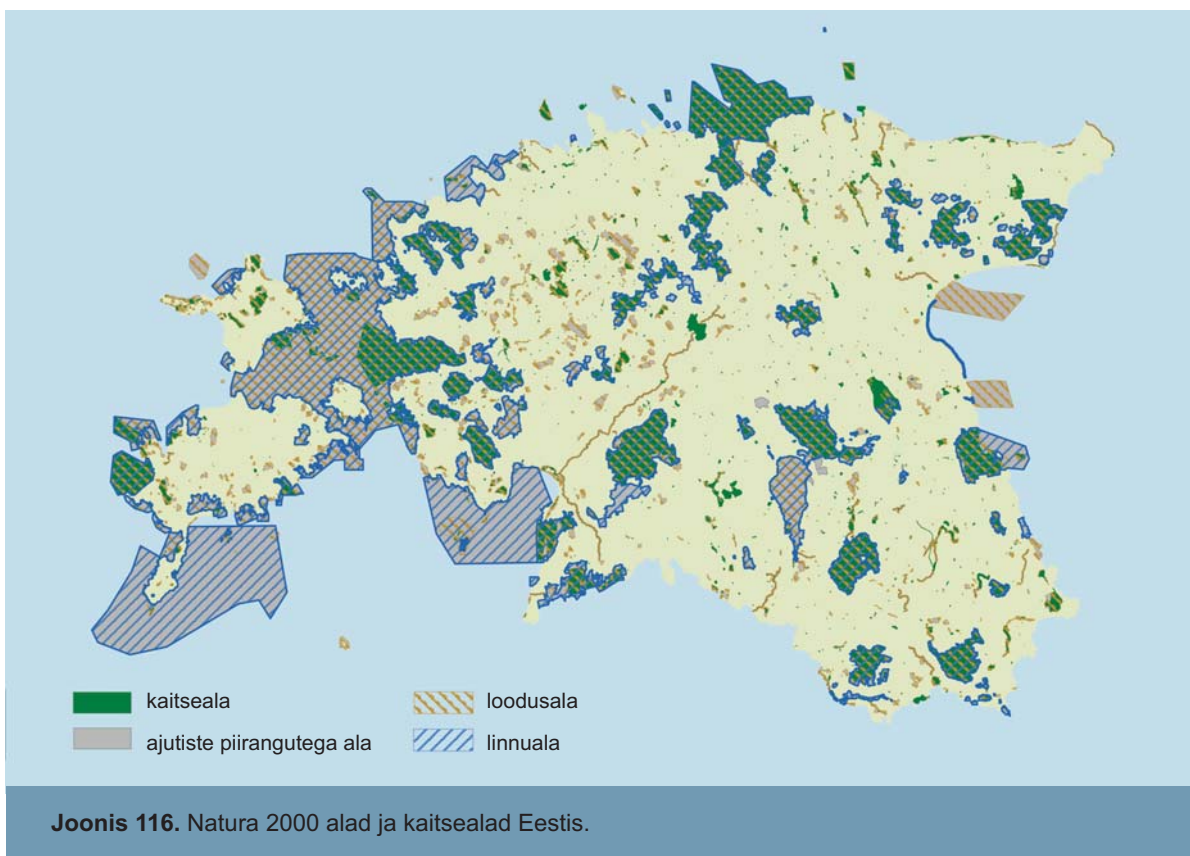 kaitseala
ajutiste piirangutega ala
loodusala
linnuala
Joonis 116. Natura 2000 alad ja kaitsealad Eestis.